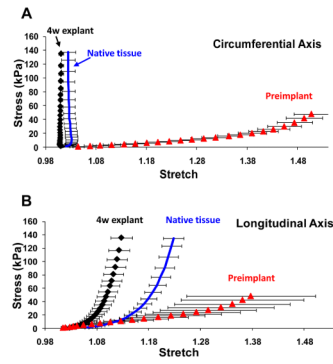 A
4w explant
Native tissue
Circumferential Axis
Preimplant
Stress (kPa)
160
140
120
100
80
60
40
20
0
0.98 1.08 1.18 1.28 1.38 1.48
Stretch
B
4w explant Native tissue Longitudinal Axis
Preimplant
Stress (kPa)
160
140
120
100
80
60
40
20
0
0.98 1.08 1.18 1.28 1.38 1.48
Stretch